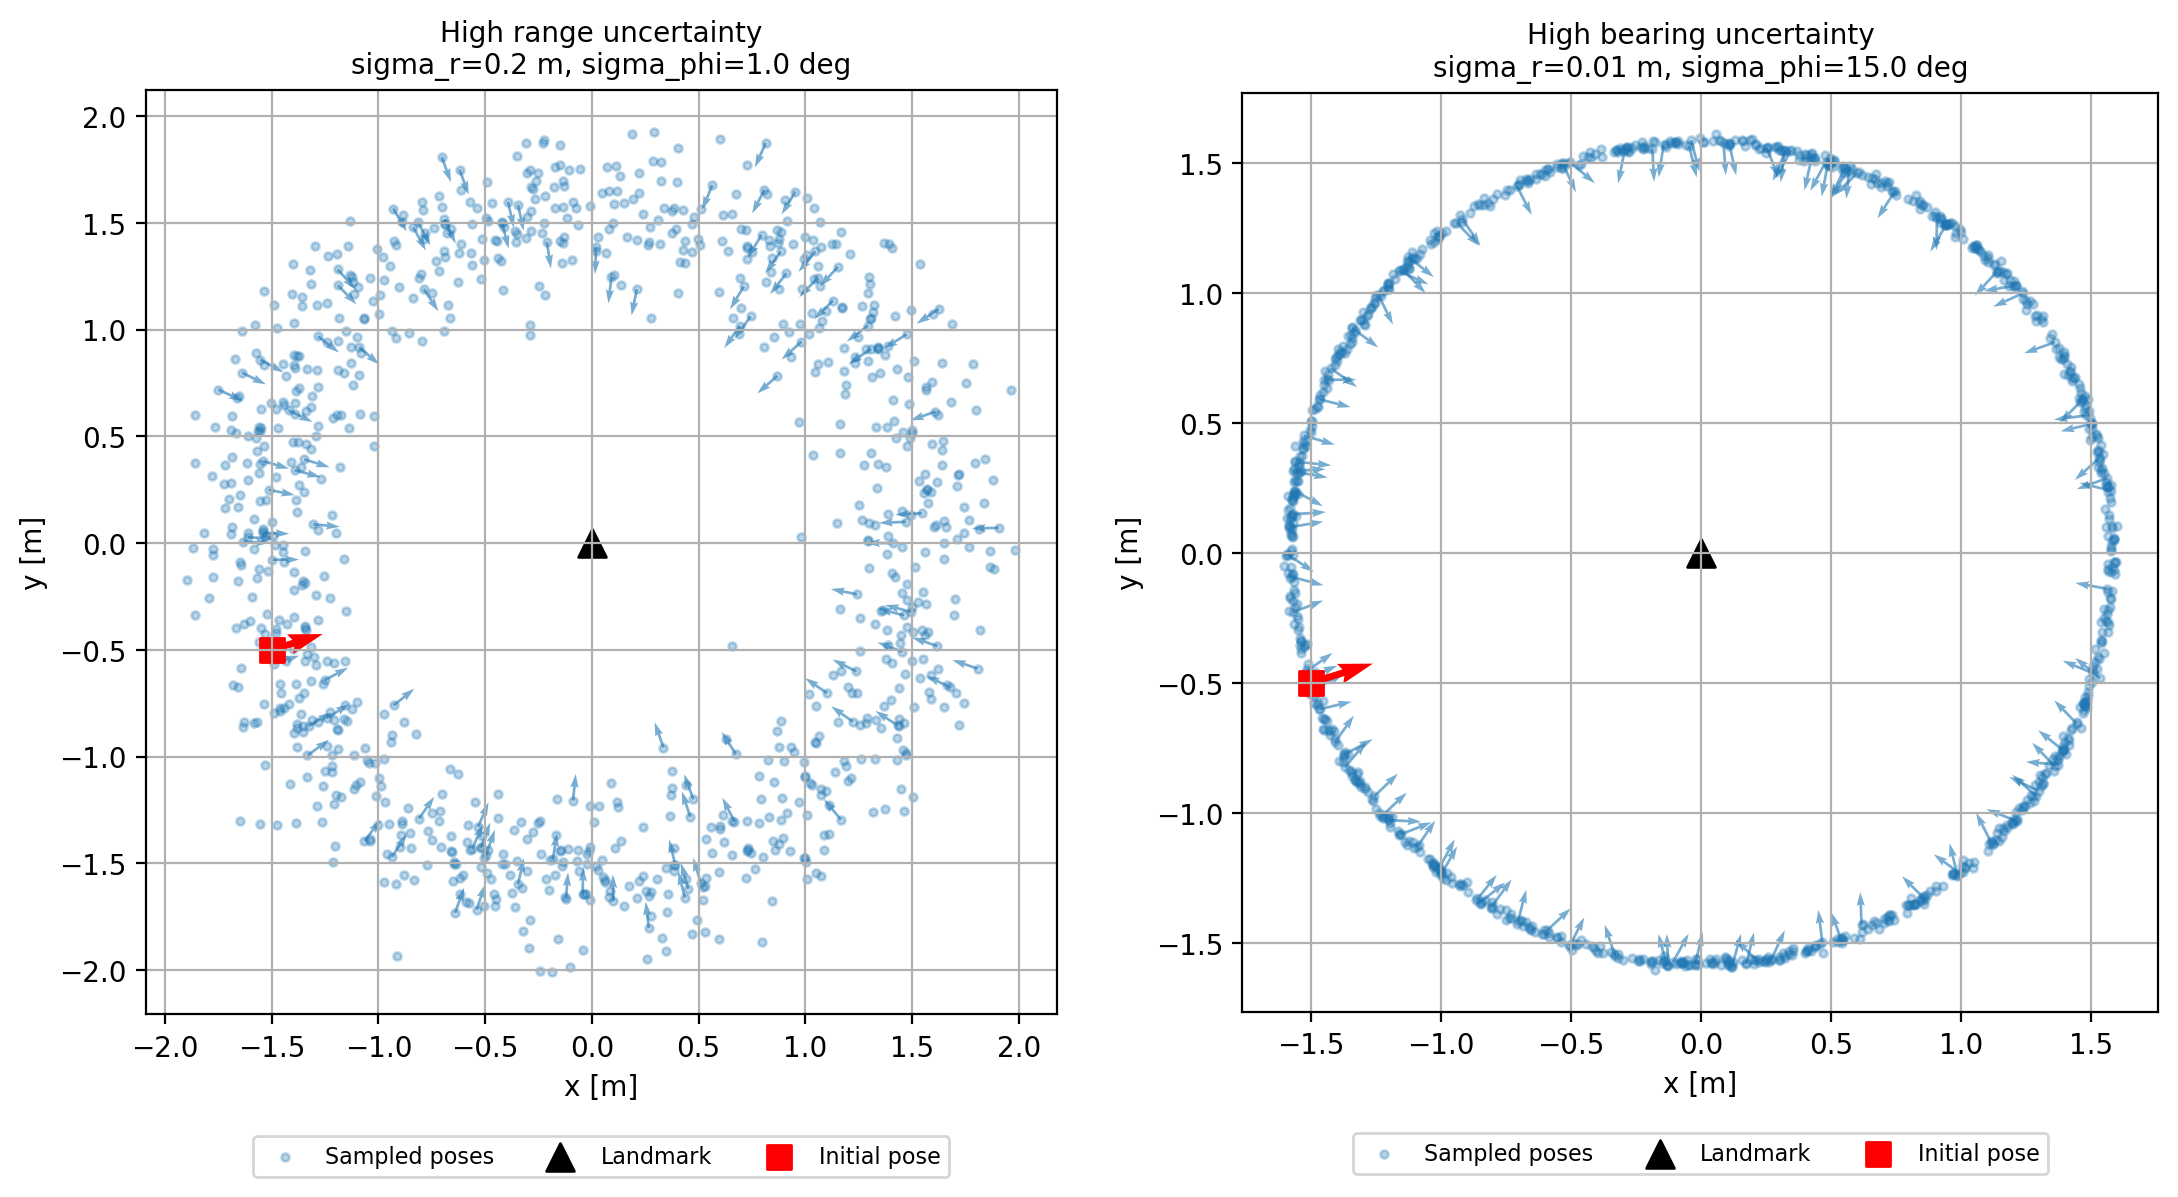 High range uncertainty
sigma_r=0.2 m, sigma_phi=1.0 deg
2.0
1.5
1.0
0.5
0.0
−0.5
−1.0
−1.5
−2.0
y [m]
−2.0 −1.5 −1.0 −0.5 0.0 0.5 1.0 1.5 2.0
x [m]
Sampled poses Landmark Initial pose
High bearing uncertainty
sigma_r=0.01 m, sigma_phi=15.0 deg
1.5
1.0
0.5
0.0
−0.5
−1.0
−1.5
y [m]
−1.5 −1.0 −0.5 0.0 0.5 1.0 1.5
x [m]
Sampled poses Landmark Initial pose